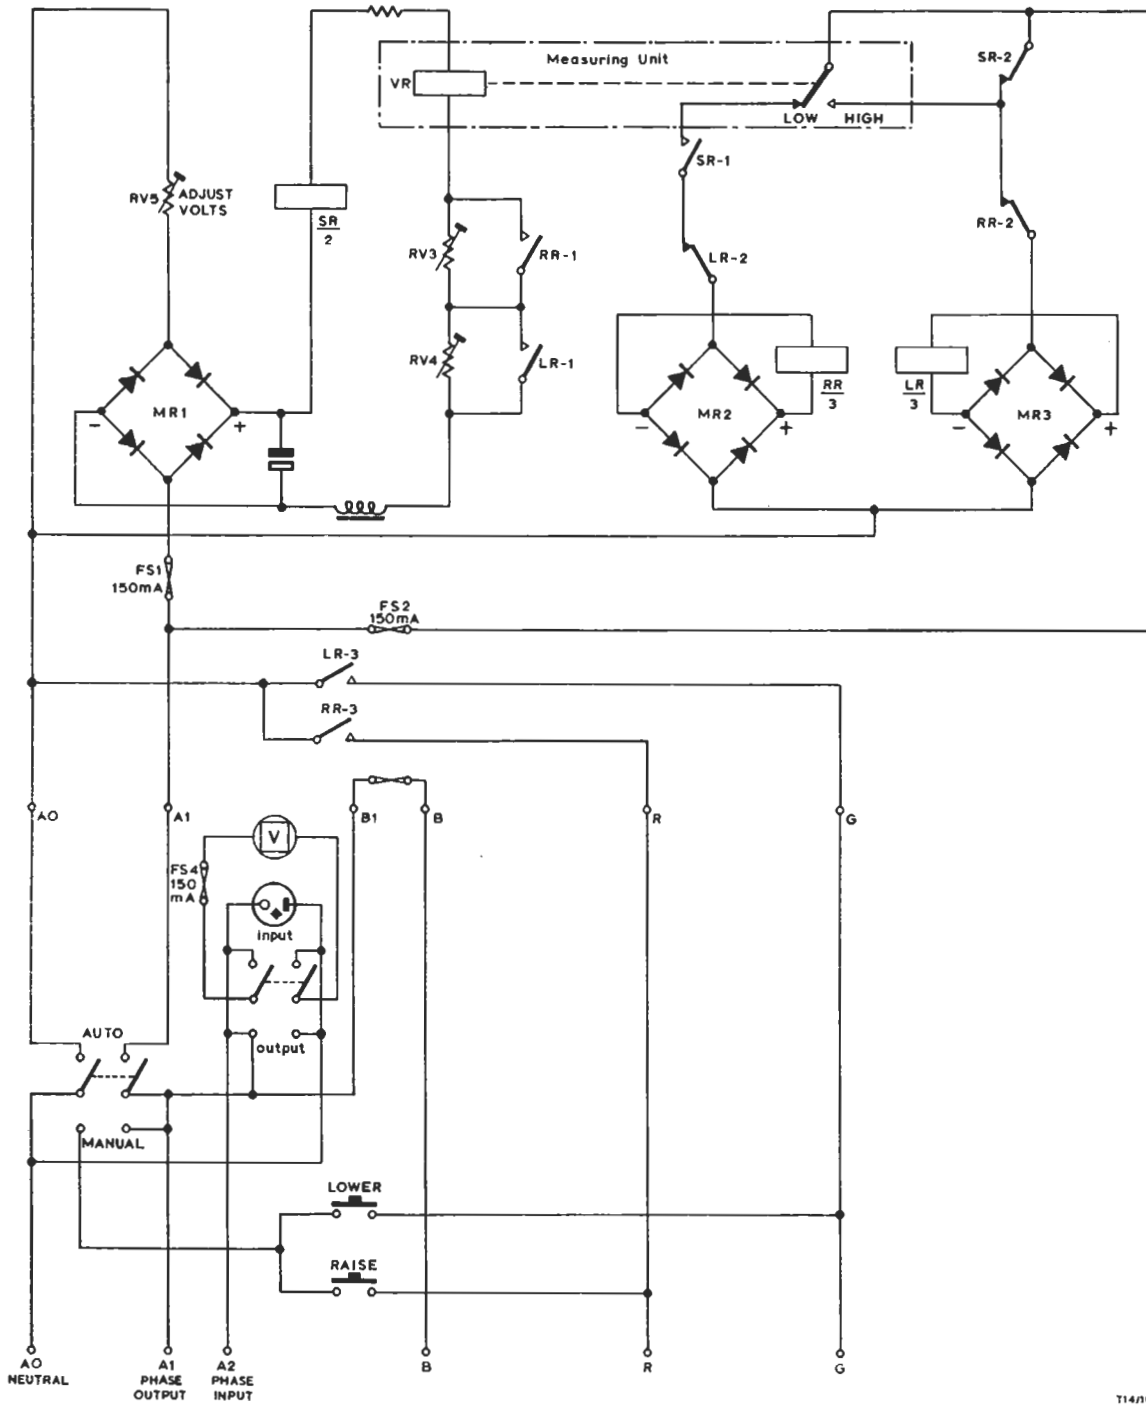 Measuring Unit
VR
LOW
HIGH
SR-2
SR-1
RV5
ADJUST
VOLTS
SR
2
RR-2
RV3
RR-1
LR-2
RV4
LR-1
MR1
-
+
MR2
-
+
RR
3
LR
3
MR3
-
+
FS1
150mA
FS2
150mA
LR-3
RR-3
A0
A1
B1
B
R
G
V
FS4
150
mA
input
output
AUTO
MANUAL
LOWER
RAISE
AO
NEUTRAL
A1
PHASE
OUTPUT
A2
PHASE
INPUT
B
R
G